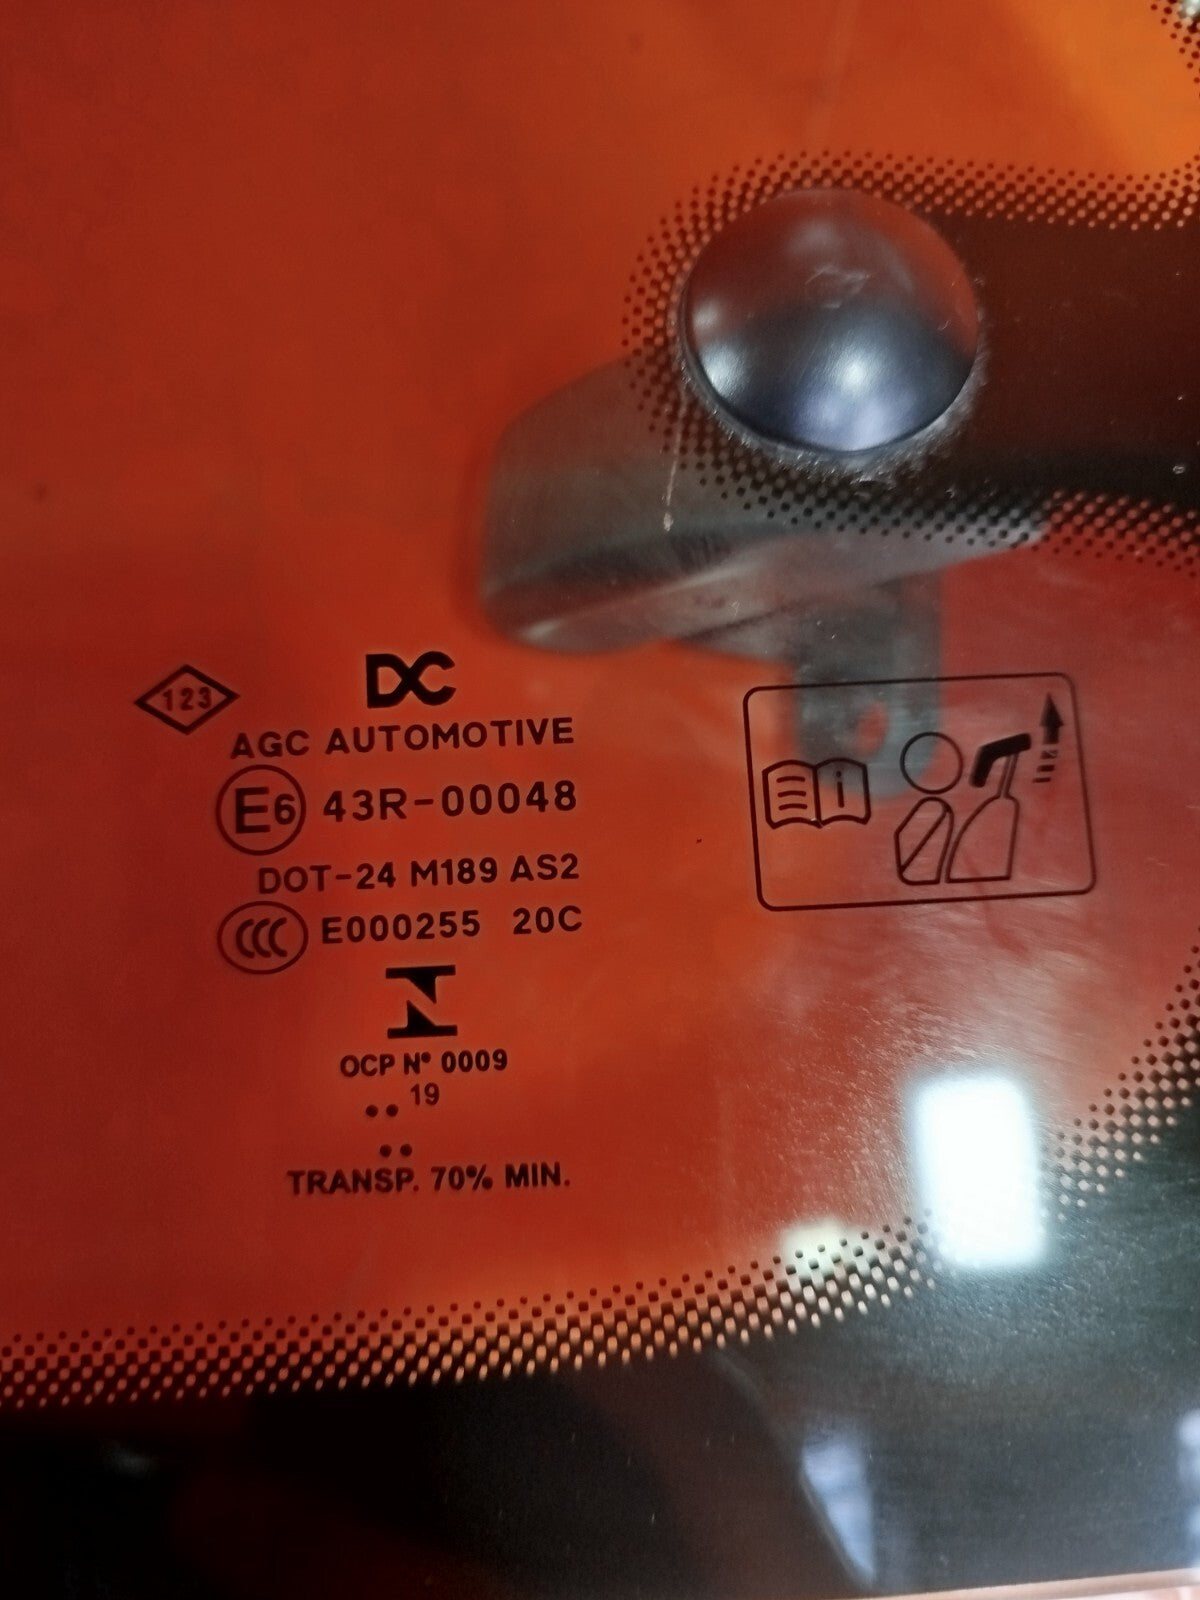 123
DC
AGC AUTOMOTIVE
E6 43R-00048
DOT-24 M189 AS2
CCC E000255 20C
OCP Nº 0009
.. 19
..
TRANSP. 70% MIN.
i